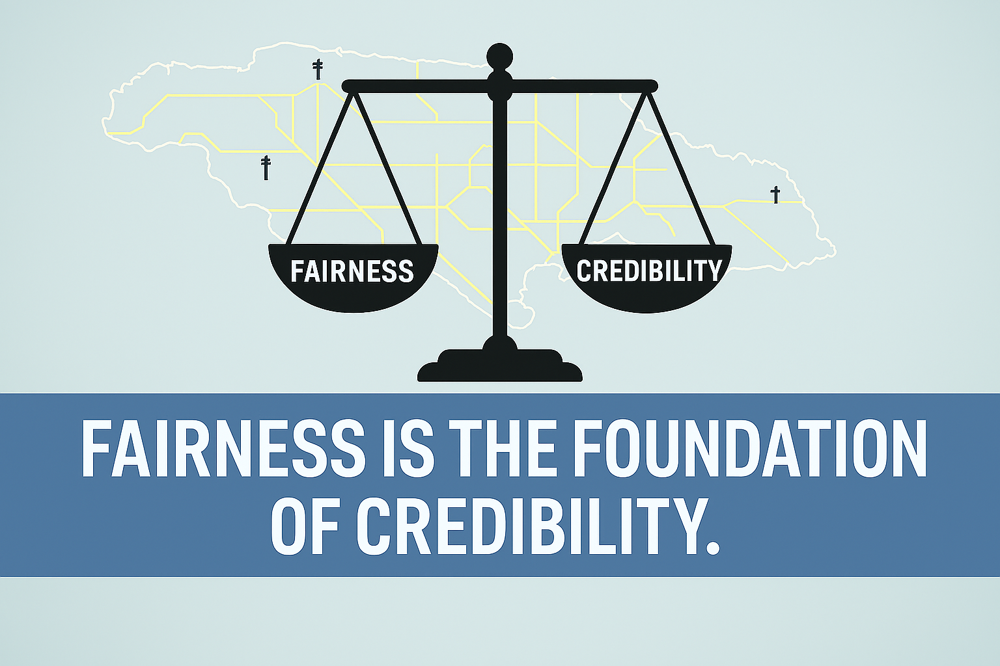 FAIRNESS
CREDIBILITY
FAIRNESS IS THE FOUNDATION
OF CREDIBILITY.